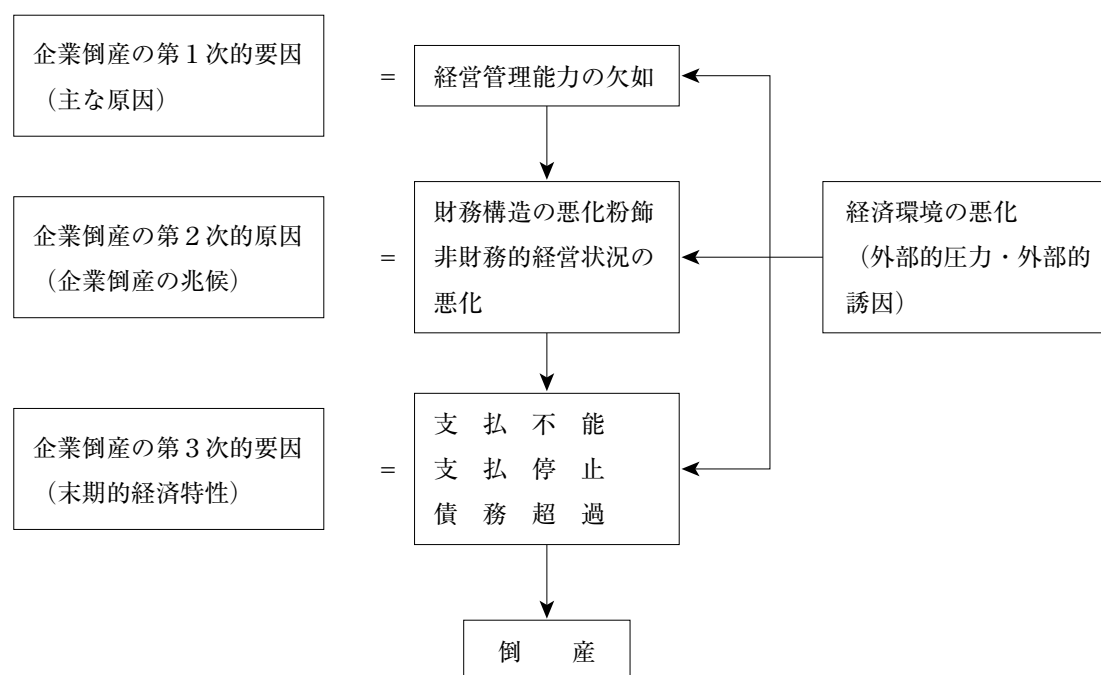 企業倒産の第1次的要因
（主な原因）
=
経営管理能力の欠如
企業倒産の第2次的原因
（企業倒産の兆候）
=
財務構造の悪化粉飾
非財務的経営状況の
悪化
経済環境の悪化
（外部的圧力・外部的
誘因）
企業倒産の第3次的要因
（末期的経済特性）
=
支 払 不 能
支 払 停 止
債 務 超 過
倒 産